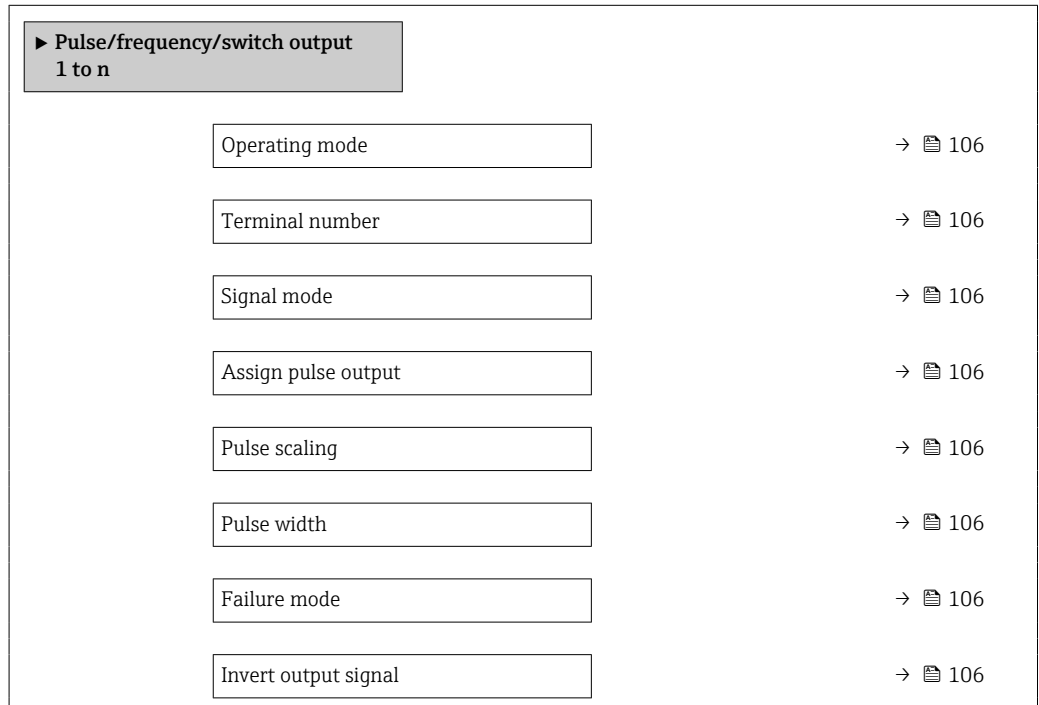 ▶ Pulse/frequency/switch output
1 to n
Operating mode → 106
Terminal number → 106
Signal mode → 106
Assign pulse output → 106
Pulse scaling → 106
Pulse width → 106
Failure mode → 106
Invert output signal → 106